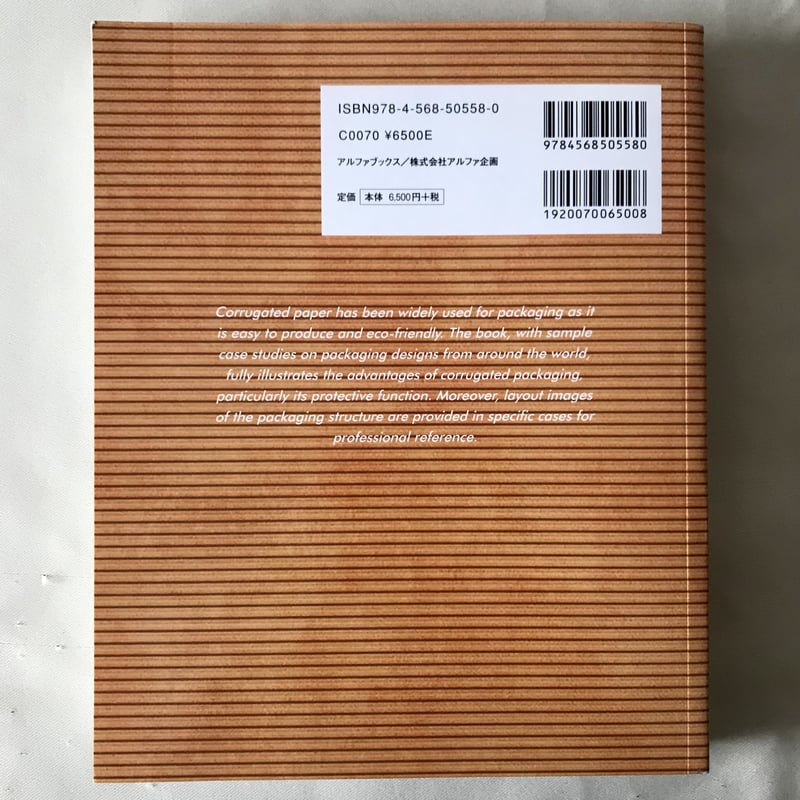 ISBN978-4-568-50558-0
C0070 ¥6500E
アルファブックス／株式会社アルファ企画
定価 本体 6,500円+税
9784568505580
1920070065008
Corrugated paper has been widely used for packaging as it
is easy to produce and eco-friendly. The book, with sample
case studies on packaging designs from around the world,
fully illustrates the advantages of corrugated packaging,
particularly its protective function. Moreover, layout images
of the packaging structure are provided in specific cases for
professional reference.